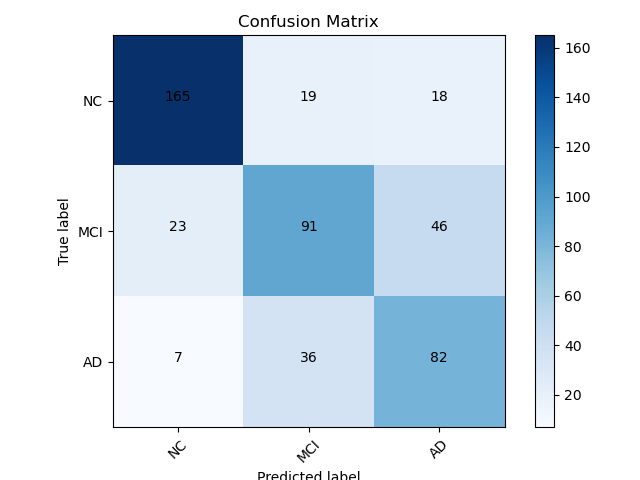 Confusion Matrix
NC 165 19 18
MCI 23 91 46
AD 7 36 82
NC MCI AD
True label
Predicted label
160
140
120
100
80
60
40
20